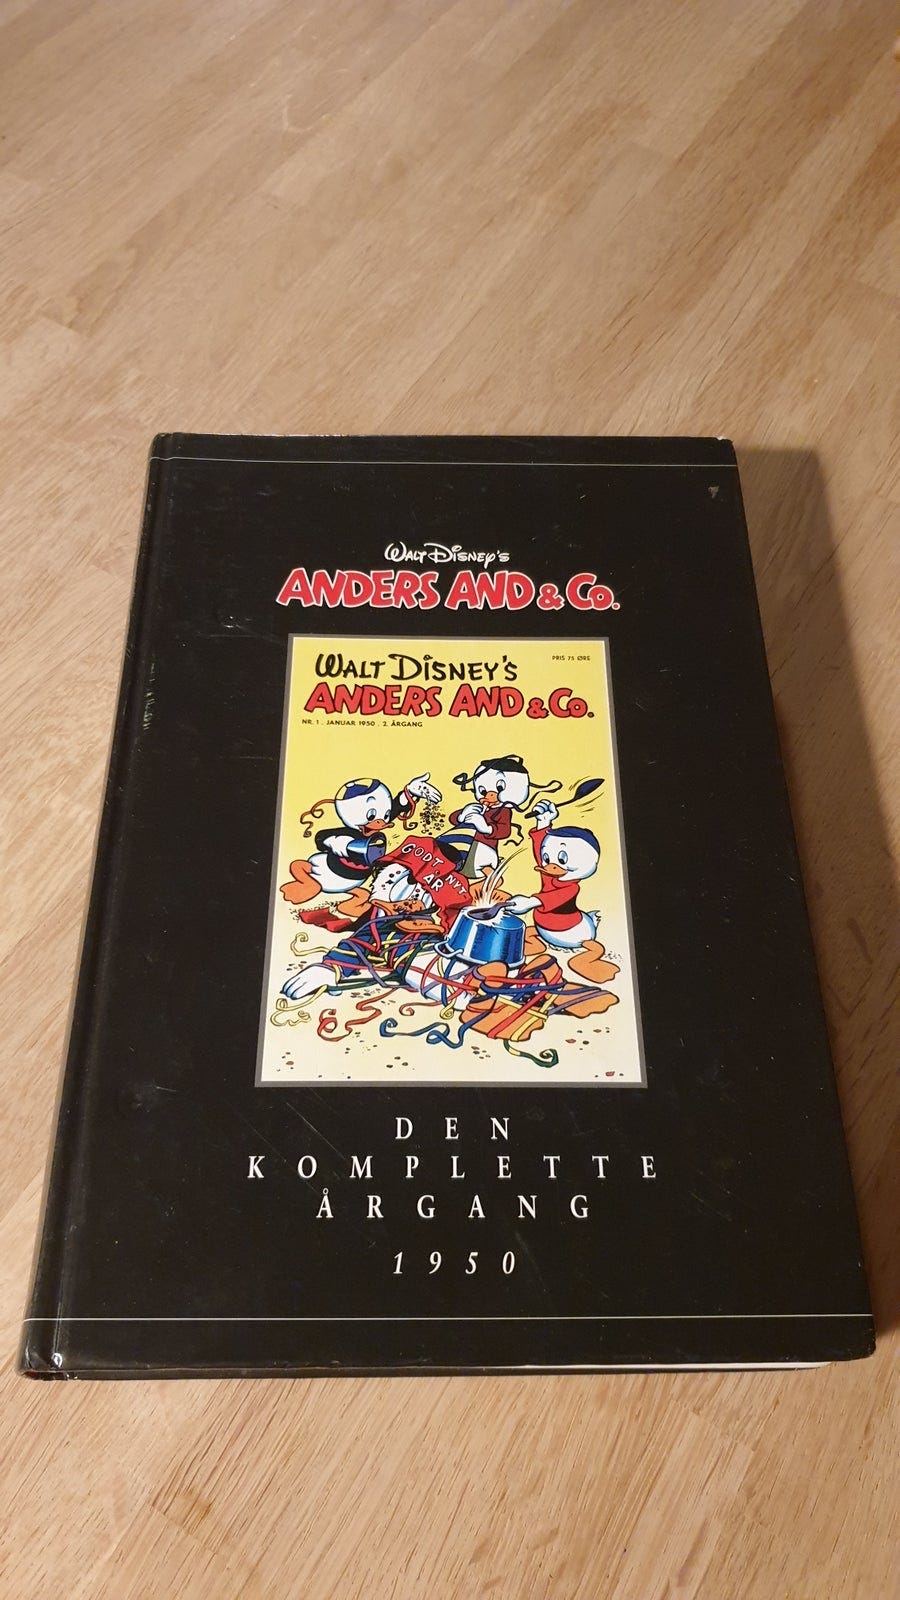 WALT DISNEY'S
ANDERS AND & CO.
WALT DISNEY'S
PRIS 75 ØRE
ANDERS AND & CO.
NR. 1 . JANUAR 1950 . 2. ÅRGANG
GODT NYT
ÅR
DEN
KOMPLETTE
ÅRGANG
1950